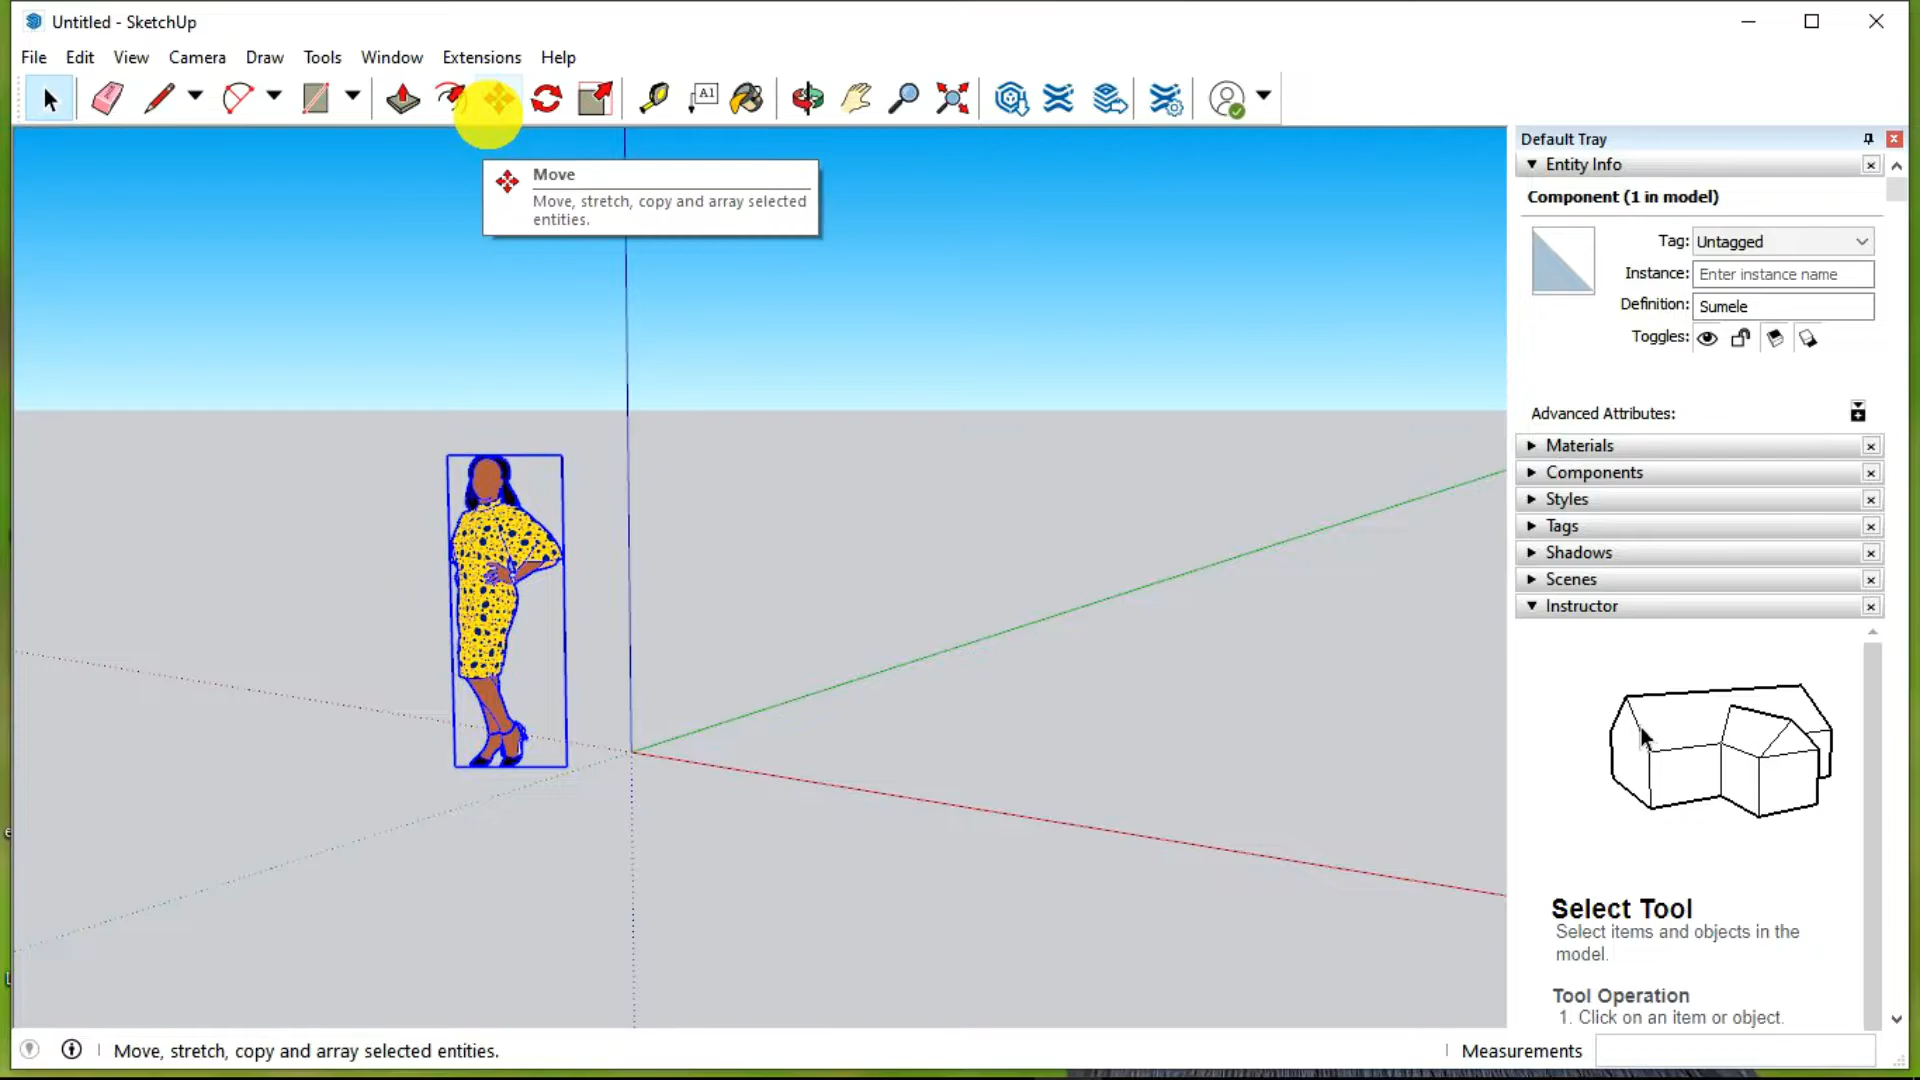 Untitled - SketchUp
File Edit View Camera Draw Tools Window Extensions Help
A1
Move
Move, stretch, copy and array selected
entities.
Default Tray
Entity Info
Component (1 in model)
Tag: Untagged
Instance: Enter instance name
Definition: Sumele
Toggles:
Advanced Attributes:
Materials
Components
Styles
Tags
Shadows
Scenes
Instructor
Select Tool
Select items and objects in the
model.
Tool Operation
1. Click on an item or object.
Move, stretch, copy and array selected entities.
Measurements